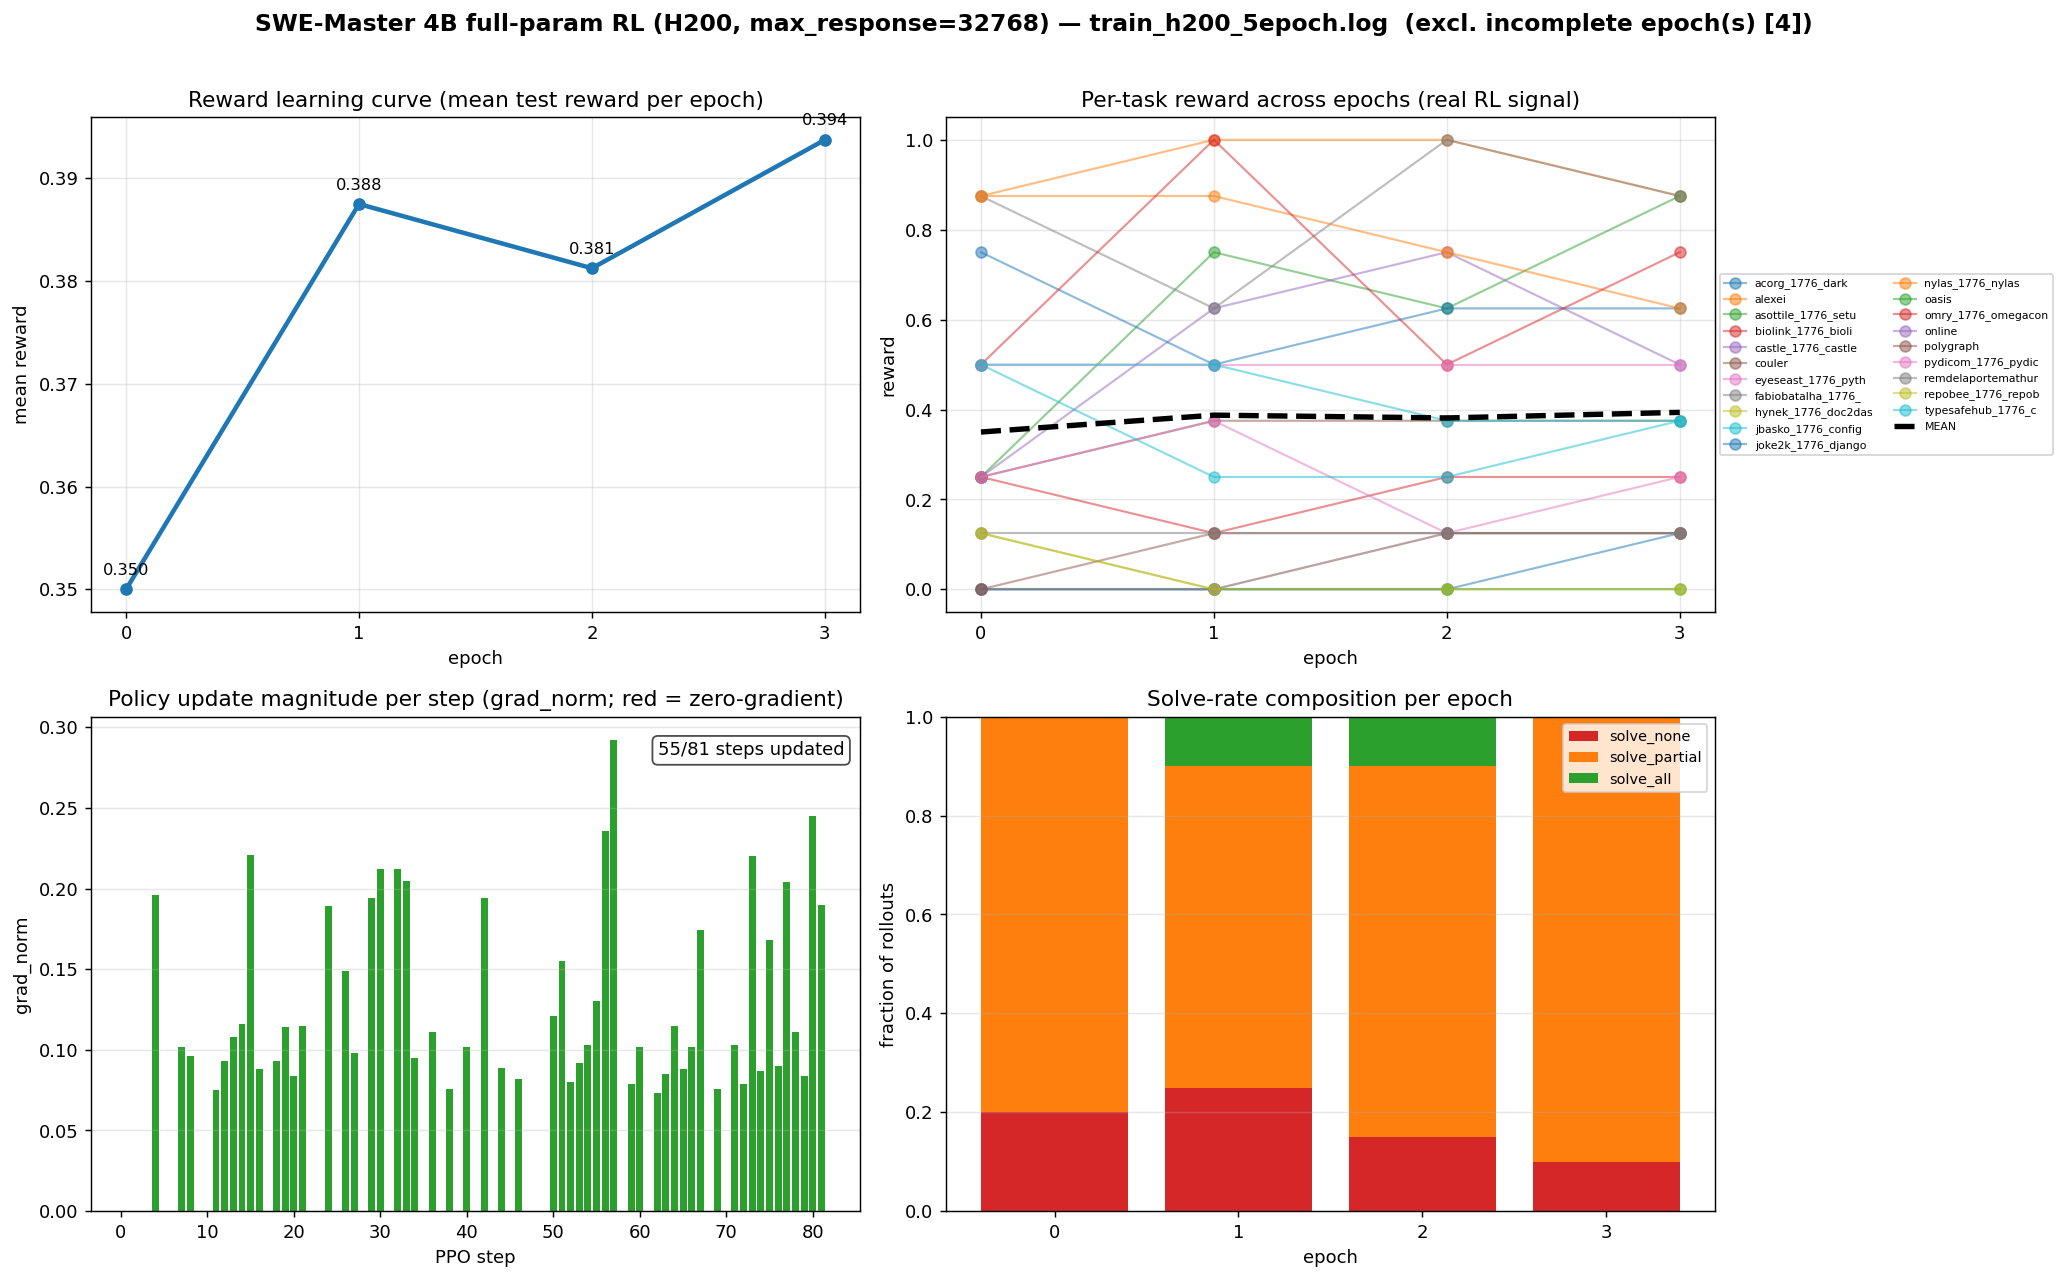 SWE-Master 4B full-param RL (H200, max_response=32768) — train_h200_5epoch.log  (excl. incomplete epoch(s) [4])
Reward learning curve (mean test reward per epoch)
mean reward
0.39
0.38
0.37
0.36
0.35
0.350
0.388
0.381
0.394
0
1
2
3
epoch
Per-task reward across epochs (real RL signal)
reward
1.0
0.8
0.6
0.4
0.2
0.0
0
1
2
3
epoch
acorg_1776_dark
alexei
asottile_1776_setu
biolink_1776_bioli
castle_1776_castle
couler
eyeseast_1776_pyth
fabiobatalha_1776_
hynek_1776_doc2das
jbasko_1776_config
joke2k_1776_django
nylas_1776_nylas
oasis
omry_1776_omegacon
online
polygraph
pydicom_1776_pydic
remdelaportemathur
repobee_1776_repob
typesafehub_1776_c
MEAN
Policy update magnitude per step (grad_norm; red = zero-gradient)
grad_norm
0.30
0.25
0.20
0.15
0.10
0.05
0.00
55/81 steps updated
0
10
20
30
40
50
60
70
80
PPO step
Solve-rate composition per epoch
fraction of rollouts
1.0
0.8
0.6
0.4
0.2
0.0
solve_none
solve_partial
solve_all
0
1
2
3
epoch